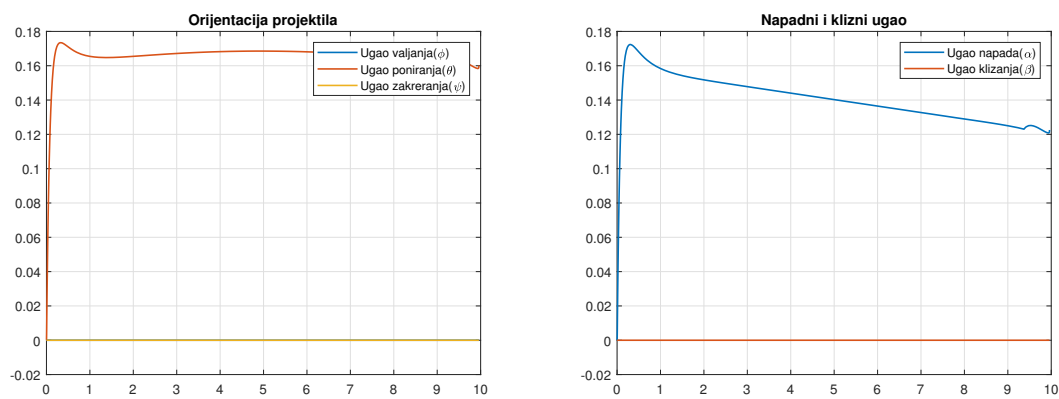 Orijentacija projektila
0.18
0.16
0.14
0.12
0.1
0.08
0.06
0.04
0.02
0
-0.02
0 1 2 3 4 5 6 7 8 9 10
Ugao valjanja(ϕ)
Ugao poniranja(θ)
Ugao zakreranja(ψ)
Napadni i klizni ugao
0.18
0.16
0.14
0.12
0.1
0.08
0.06
0.04
0.02
0
-0.02
0 1 2 3 4 5 6 7 8 9 10
Ugao napada(α)
Ugao klizanja(β)